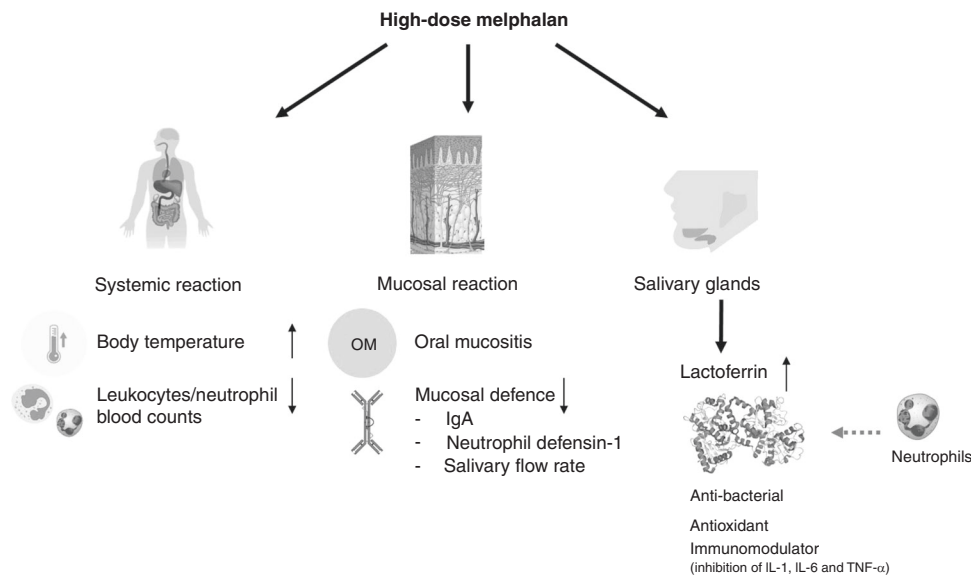 High-dose melphalan
Systemic reaction
Body temperature
Leukocytes/neutrophil
blood counts
Mucosal reaction
OM
Oral mucositis
Mucosal defence
- IgA
- Neutrophil defensin-1
- Salivary flow rate
Salivary glands
Lactoferrin
Neutrophils
Anti-bacterial
Antioxidant
Immunomodulator
(inhibition of IL-1, IL-6 and TNF-α)